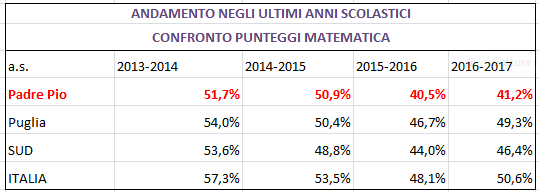 ANDAMENTO NEGLI ULTIMI ANNI SCOLASTICI
CONFRONTO PUNTEGGI MATEMATICA
a.s. 2013-2014 2014-2015 2015-2016 2016-2017
Padre Pio 51,7% 50,9% 40,5% 41,2%
Puglia 54,0% 50,4% 46,7% 49,3%
SUD 53,6% 48,8% 44,0% 46,4%
ITALIA 57,3% 53,5% 48,1% 50,6%